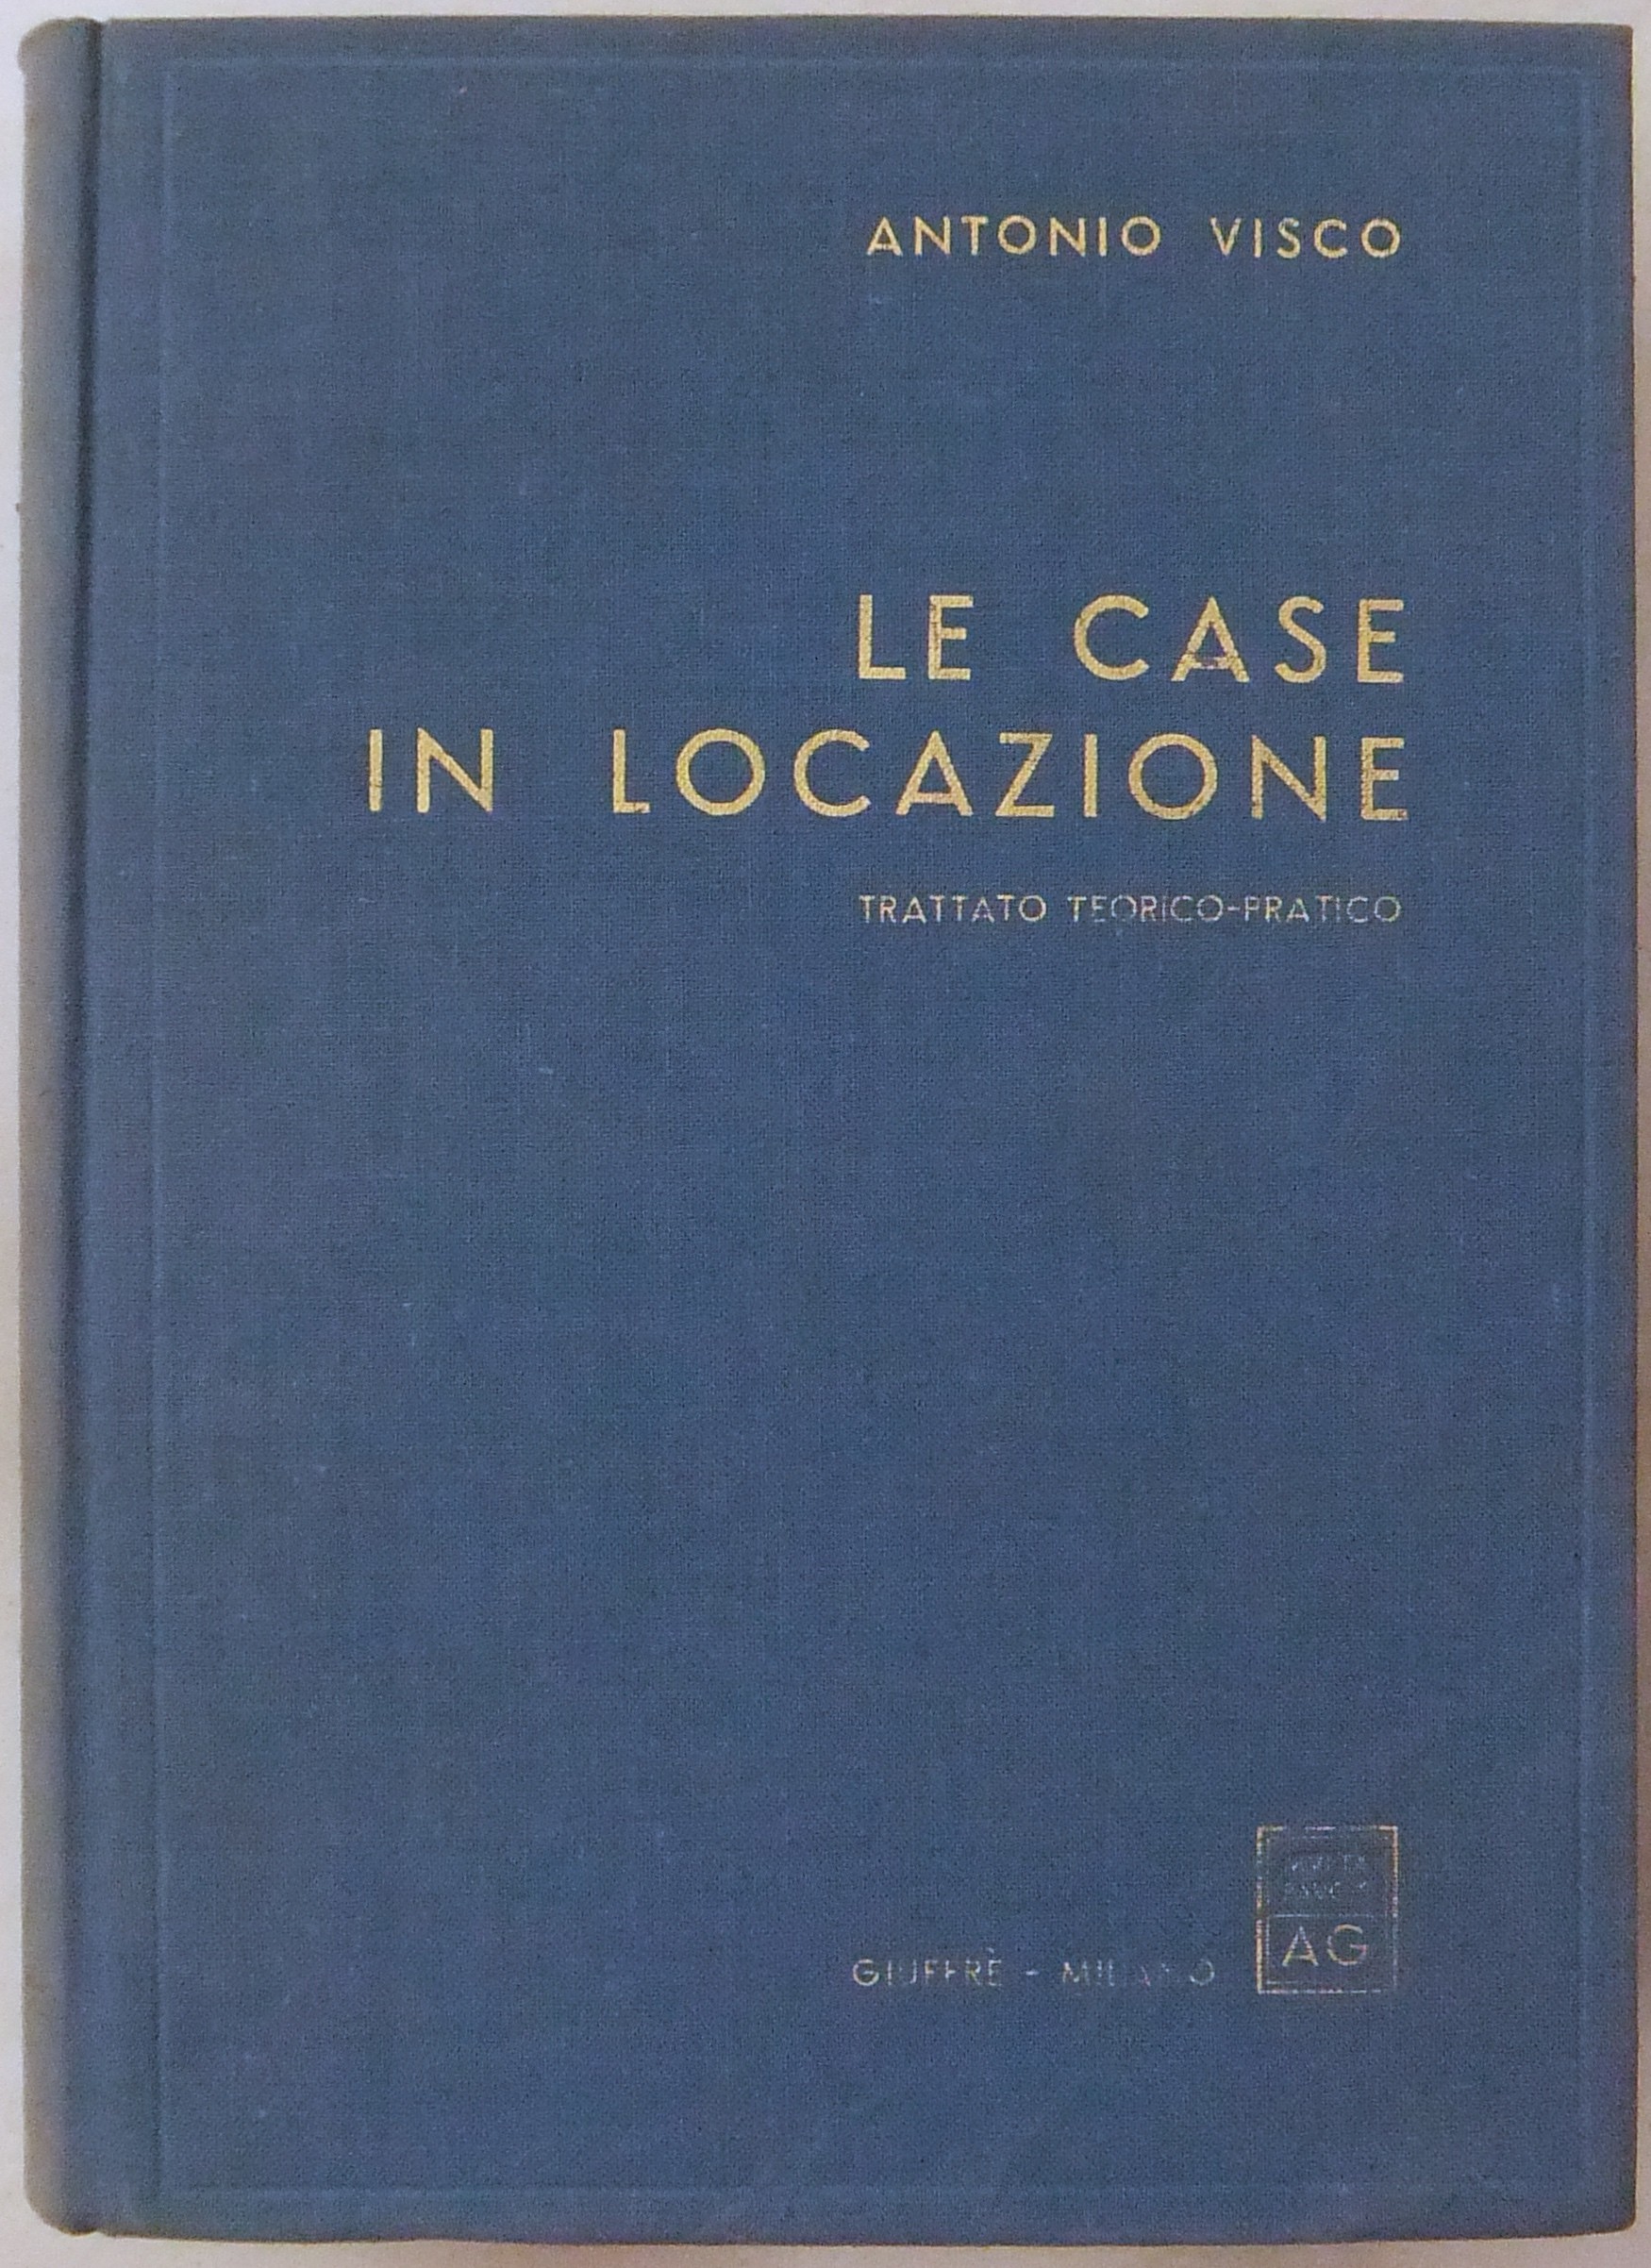 ANTONIO VISCO
LE CASE
IN LOCAZIONE
TRATTATO TEORICO-PRATICO
GIUFFRÈ - MILANO
AG